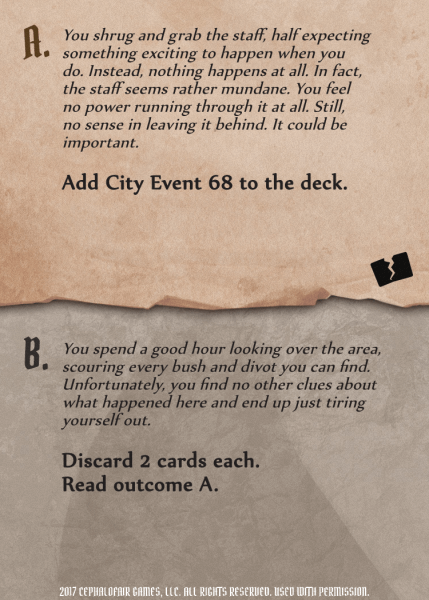 A.
You shrug and grab the staff, half expecting
something exciting to happen when you
do. Instead, nothing happens at all. In fact,
the staff seems rather mundane. You feel
no power running through it at all. Still,
no sense in leaving it behind. It could be
important.
Add City Event 68 to the deck.
B.
You spend a good hour looking over the area,
scouring every bush and divot you can find.
Unfortunately, you find no other clues about
what happened here and end up just tiring
yourself out.
Discard 2 cards each.
Read outcome A.
2017 CEPHALOFAIR GAMES, LLC. ALL RIGHTS RESERVED. USED WITH PERMISSION.